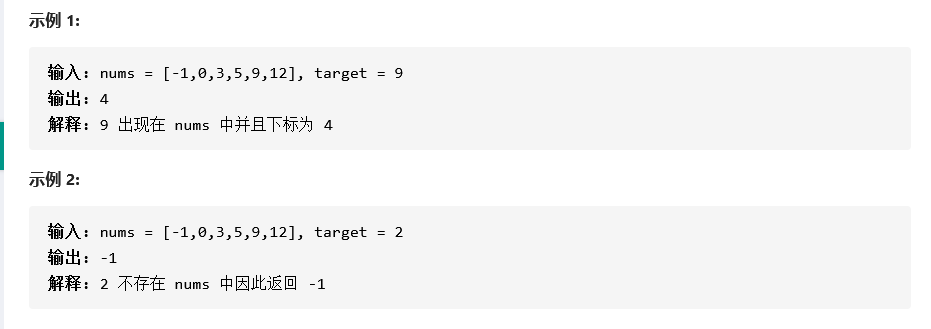 示例 1:
输入：nums = [-1,0,3,5,9,12], target = 9
输出：4
解释：9 出现在 nums 中并且下标为 4
示例 2:
输入：nums = [-1,0,3,5,9,12], target = 2
输出：-1
解释：2 不存在 nums 中因此返回 -1